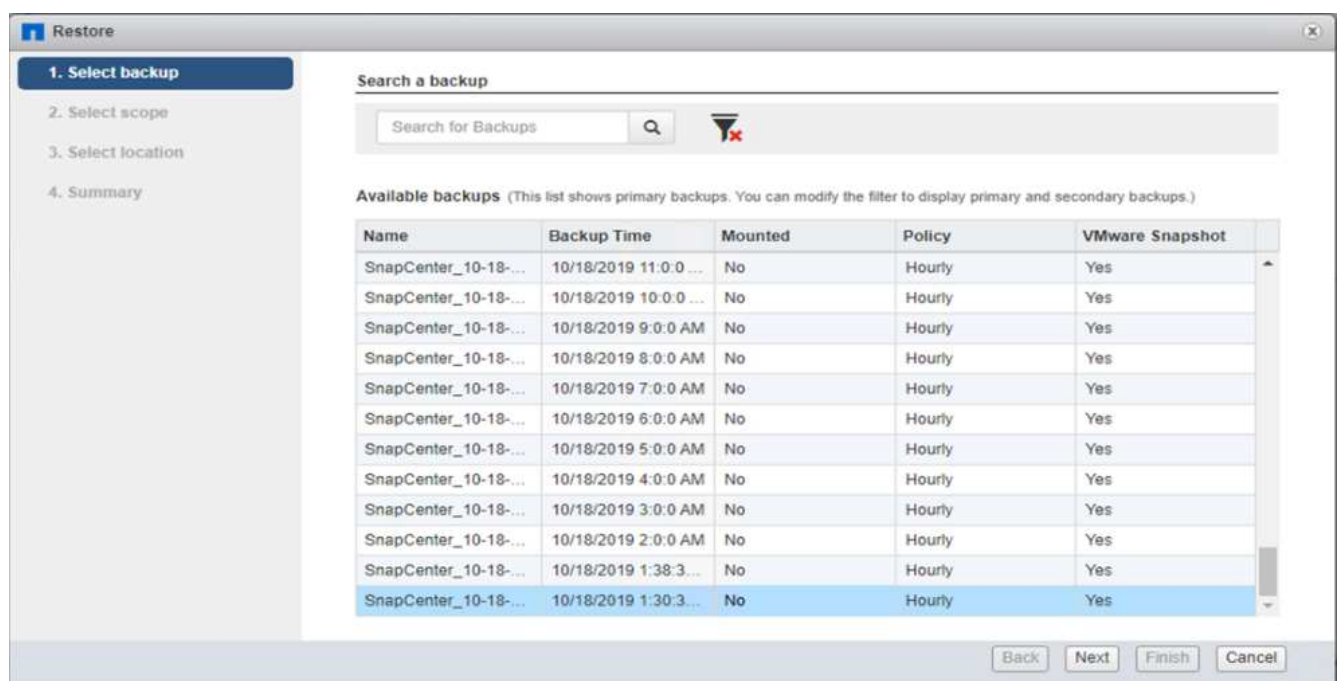 Restore
1. Select backup
2. Select scope
3. Select location
4. Summary
Search a backup
Search for Backups
Available backups (This list shows primary backups. You can modify the filter to display primary and secondary backups.)
Name Backup Time Mounted Policy VMware Snapshot
SnapCenter_10-18-... 10/18/2019 11:0:0 ... No Hourly Yes
SnapCenter_10-18-... 10/18/2019 10:0:0 ... No Hourly Yes
SnapCenter_10-18-... 10/18/2019 9:0:0 AM No Hourly Yes
SnapCenter_10-18-... 10/18/2019 8:0:0 AM No Hourly Yes
SnapCenter_10-18-... 10/18/2019 7:0:0 AM No Hourly Yes
SnapCenter_10-18-... 10/18/2019 6:0:0 AM No Hourly Yes
SnapCenter_10-18-... 10/18/2019 5:0:0 AM No Hourly Yes
SnapCenter_10-18-... 10/18/2019 4:0:0 AM No Hourly Yes
SnapCenter_10-18-... 10/18/2019 3:0:0 AM No Hourly Yes
SnapCenter_10-18-... 10/18/2019 2:0:0 AM No Hourly Yes
SnapCenter_10-18-... 10/18/2019 1:38:3... No Hourly Yes
SnapCenter_10-18-... 10/18/2019 1:30:3... No Hourly Yes
Back Next Finish Cancel